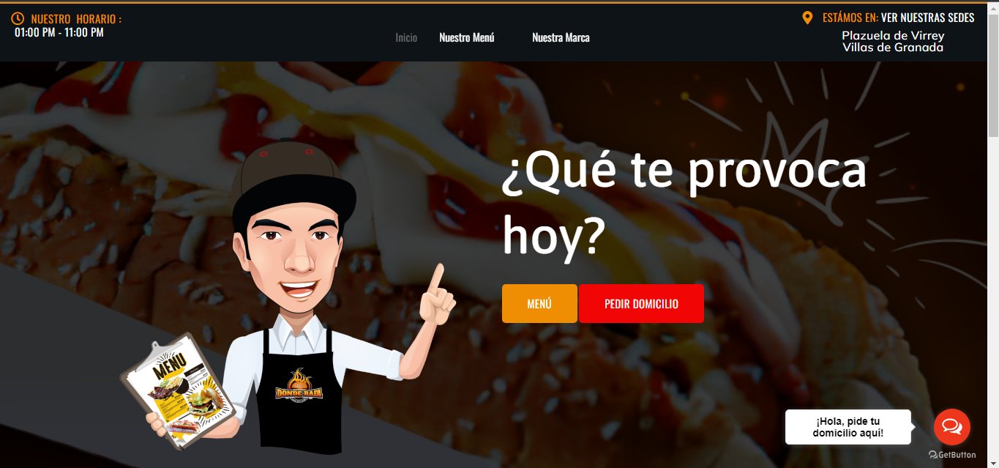 NUESTRO HORARIO :
01:00 PM - 11:00 PM
Inicio
Nuestro Menú
Nuestra Marca
ESTÁMOS EN: VER NUESTRAS SEDES
Plazuela de Virrey
Villas de Granada
¿Qué te provoca
hoy?
MENÚ
PEDIR DOMICILIO
MENU
DONDE RAFA
¡Hola, pide tu
domicilio aquí!
GetButton